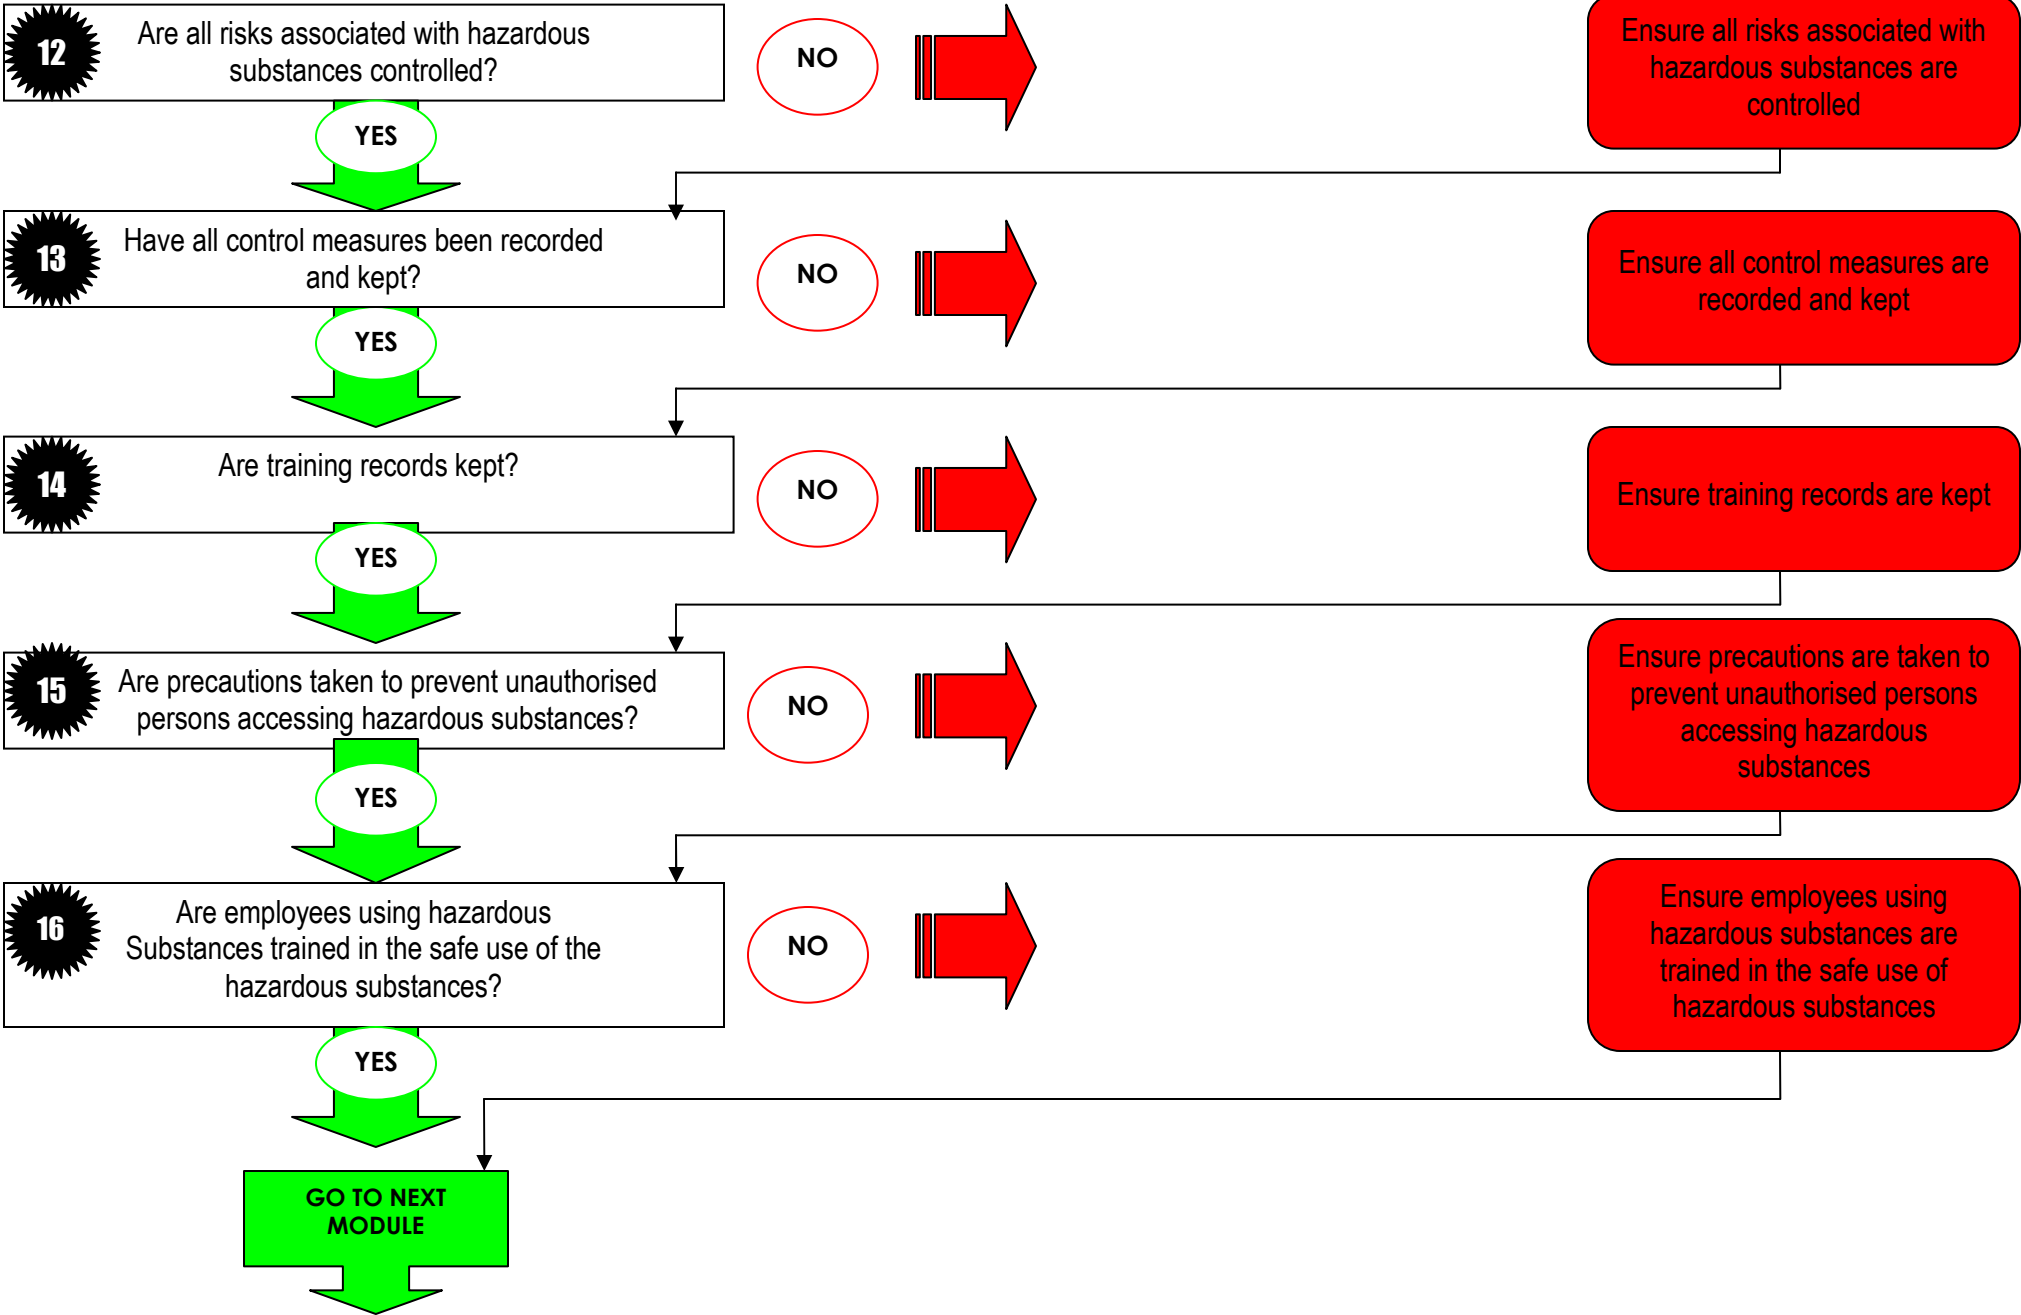 12
Are all risks associated with hazardous
substances controlled?
NO
Ensure all risks associated with
hazardous substances are
controlled
YES
13
Have all control measures been recorded
and kept?
NO
Ensure all control measures are
recorded and kept
YES
14
Are training records kept?
NO
Ensure training records are kept
YES
15
Are precautions taken to prevent unauthorised
persons accessing hazardous substances?
NO
Ensure precautions are taken to
prevent unauthorised persons
accessing hazardous
substances
YES
16
Are employees using hazardous
Substances trained in the safe use of the
hazardous substances?
NO
Ensure employees using
hazardous substances are
trained in the safe use of
hazardous substances
YES
GO TO NEXT
MODULE